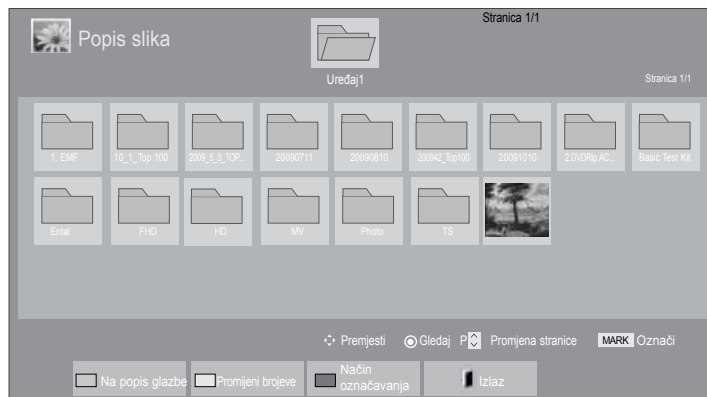 Stranica 1/1
Popis slika
Uređaj1
Stranica 1/1
1. EMF
10_1_Top 100
2009_5_3_TOP...
20090711
20090810
200942_Top100
20091010
2.DVDRip.AC...
Basic Test Kit
Ental
FHD
HD
MV
Photo
TS
Premjesti
Gledaj
P
Promjena stranice
MARK
Označi
Na popis glazbe
Promijeni brojeve
Način
označavanja
Izlaz